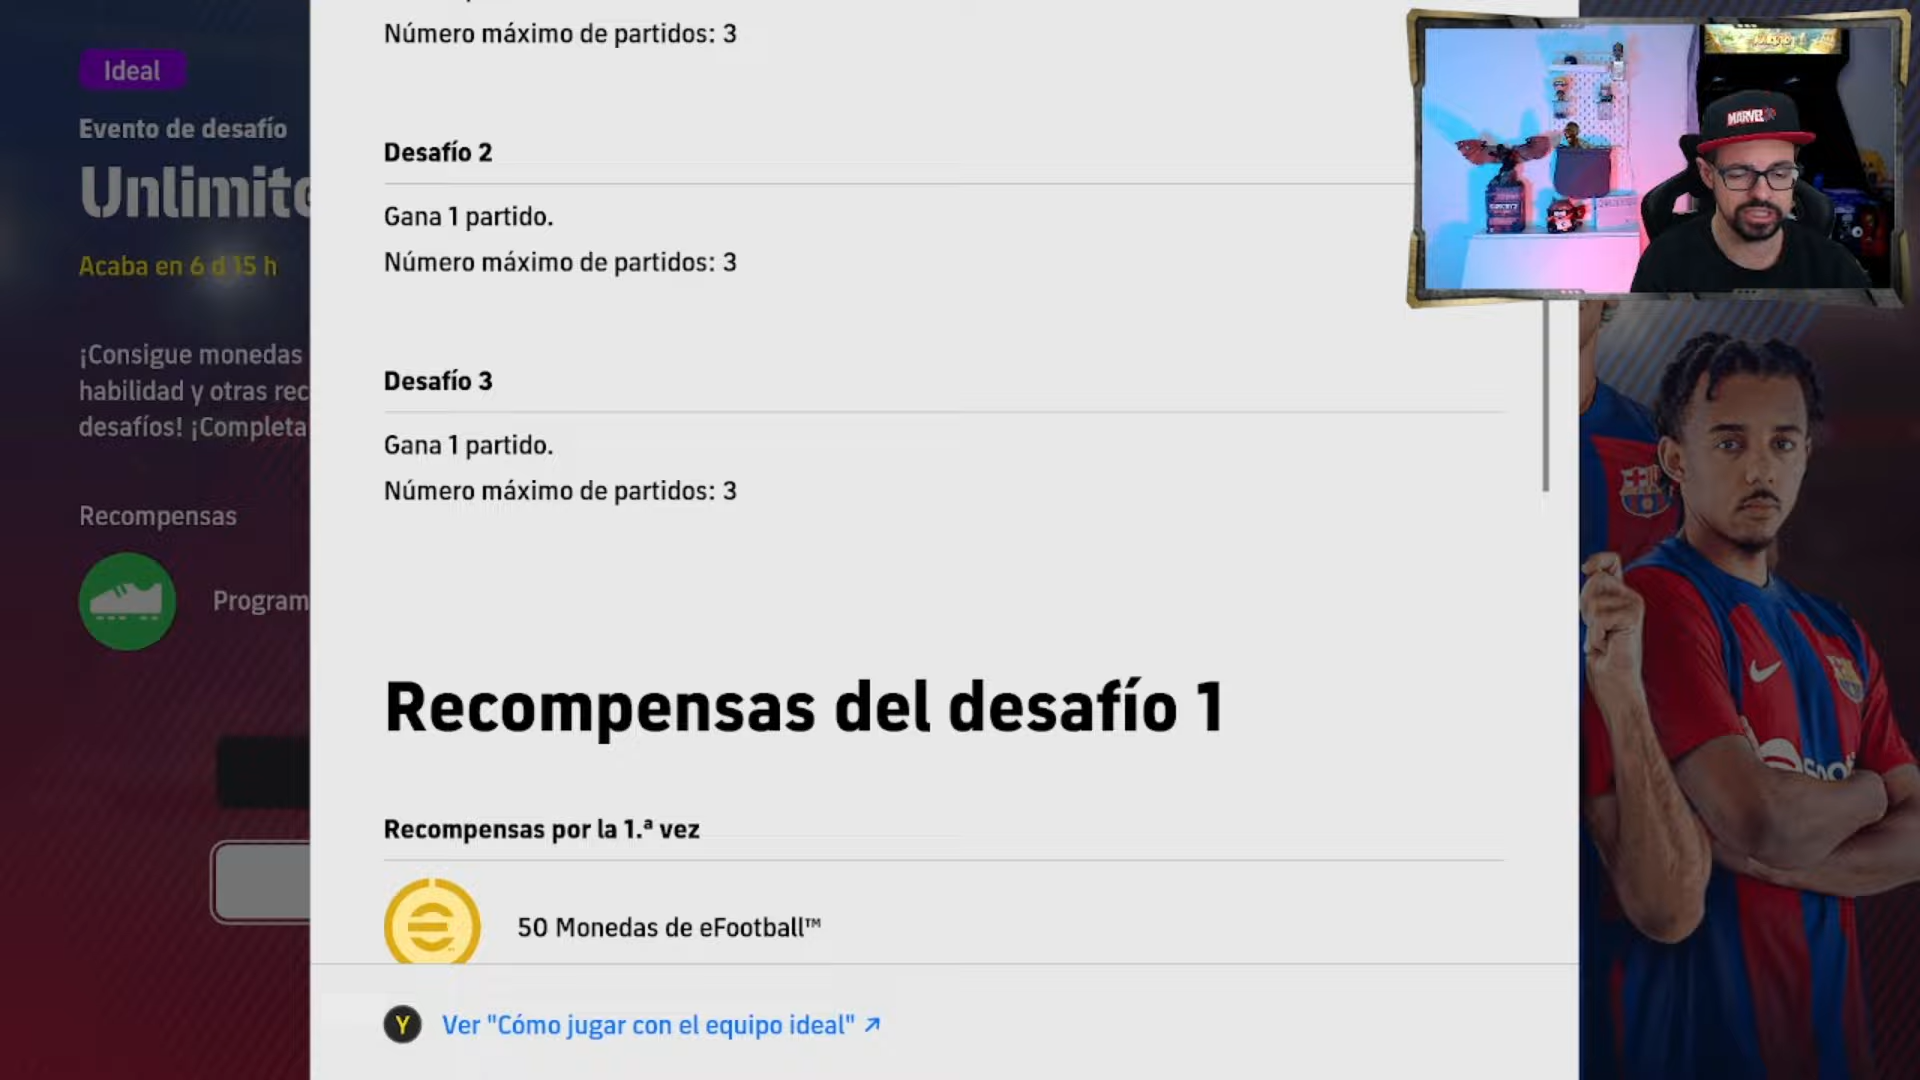 Número máximo de partidos: 3
Ideal
Evento de desafío
Unlimite
Acaba en 6 d 15 h
¡Consigue monedas
habilidad y otras rec
desafíos! ¡Completa
Recompensas
Program
Desafío 2
Gana 1 partido.
Número máximo de partidos: 3
Desafío 3
Gana 1 partido.
Número máximo de partidos: 3
Recompensas del desafío 1
Recompensas por la 1.ª vez
50 Monedas de eFootball™
Y Ver "Cómo jugar con el equipo ideal" ↗
MARVEL